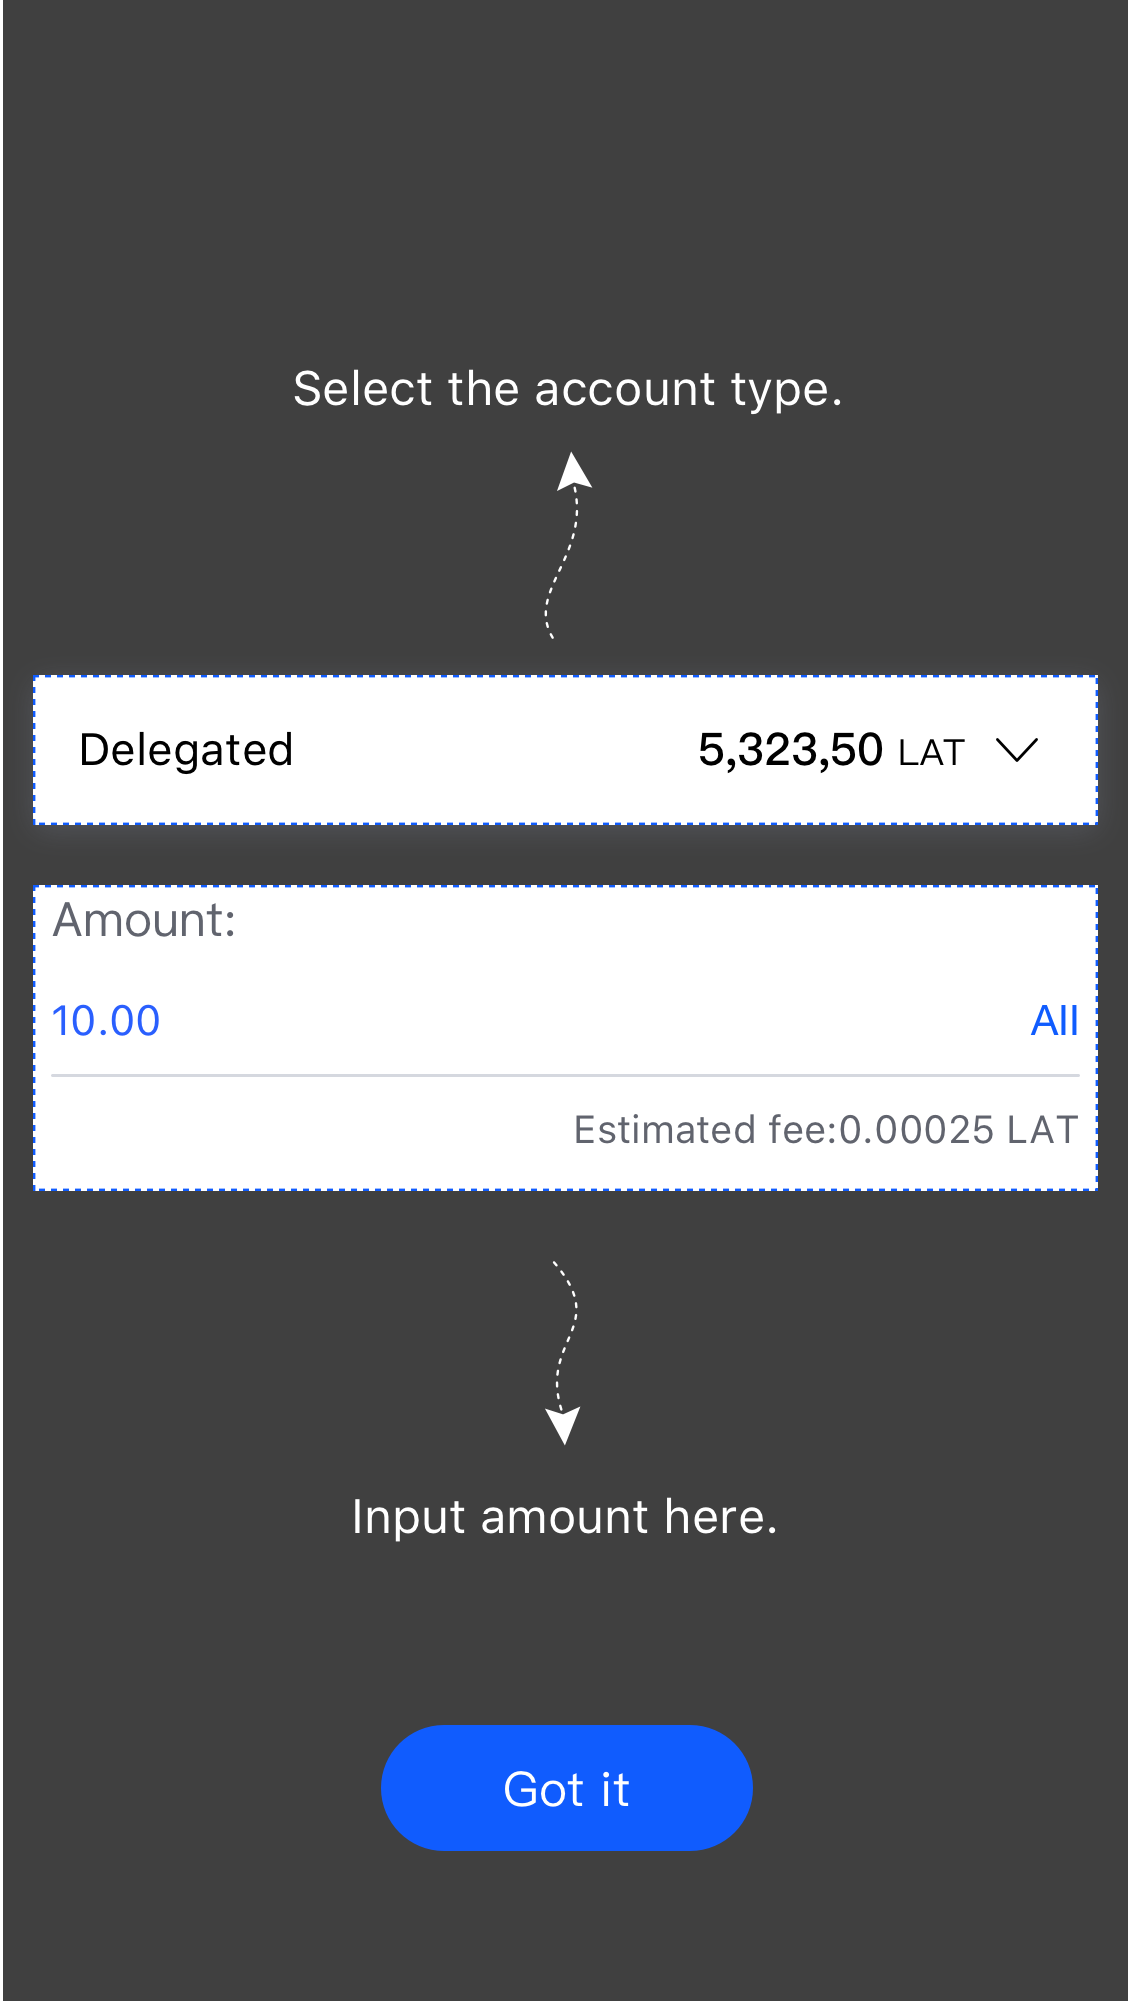 Select the account type.
Delegated 5,323,50 LAT
Amount:
10.00 All
Estimated fee:0.00025 LAT
Input amount here.
Got it